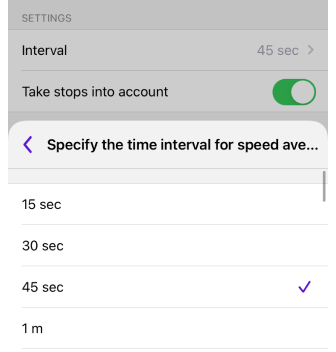 SETTINGS
Interval 45 sec
Take stops into account
Specify the time interval for speed ave...
15 sec
30 sec
45 sec
1 m